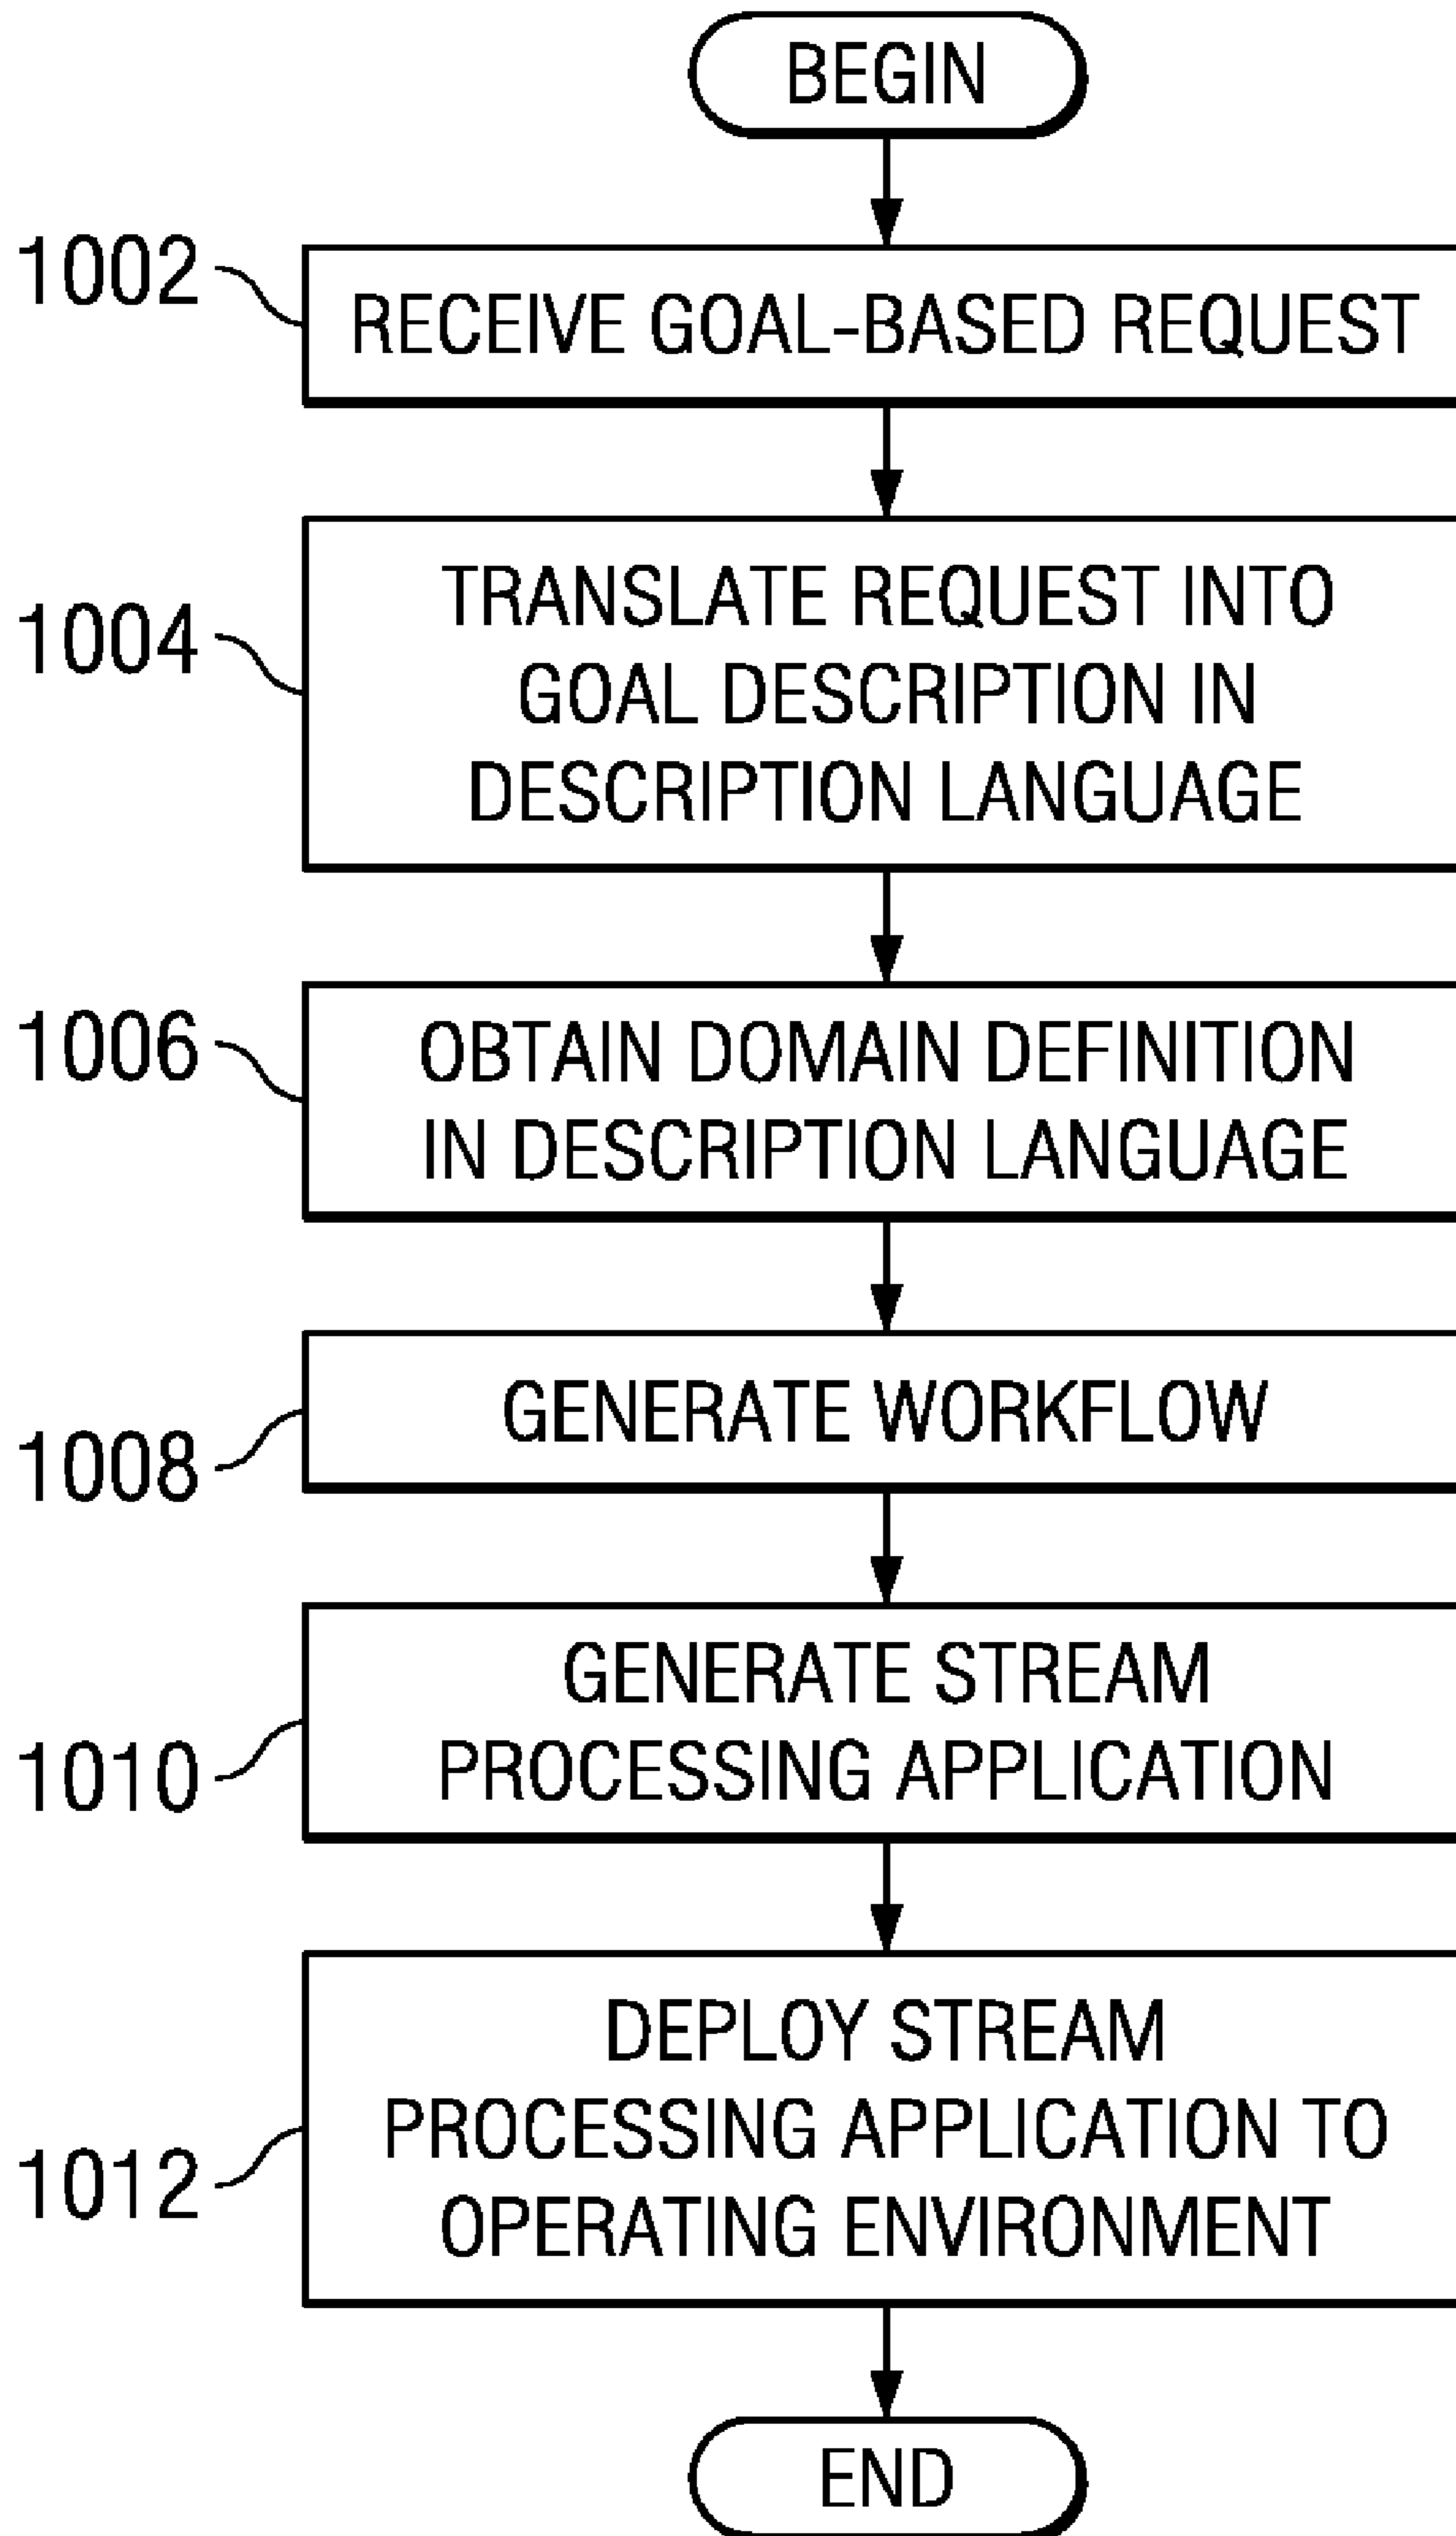 BEGIN
1002
RECEIVE GOAL-BASED REQUEST
1004
TRANSLATE REQUEST INTO
GOAL DESCRIPTION IN
DESCRIPTION LANGUAGE
1006
OBTAIN DOMAIN DEFINITION
IN DESCRIPTION LANGUAGE
1008
GENERATE WORKFLOW
1010
GENERATE STREAM
PROCESSING APPLICATION
1012
DEPLOY STREAM
PROCESSING APPLICATION TO
OPERATING ENVIRONMENT
END